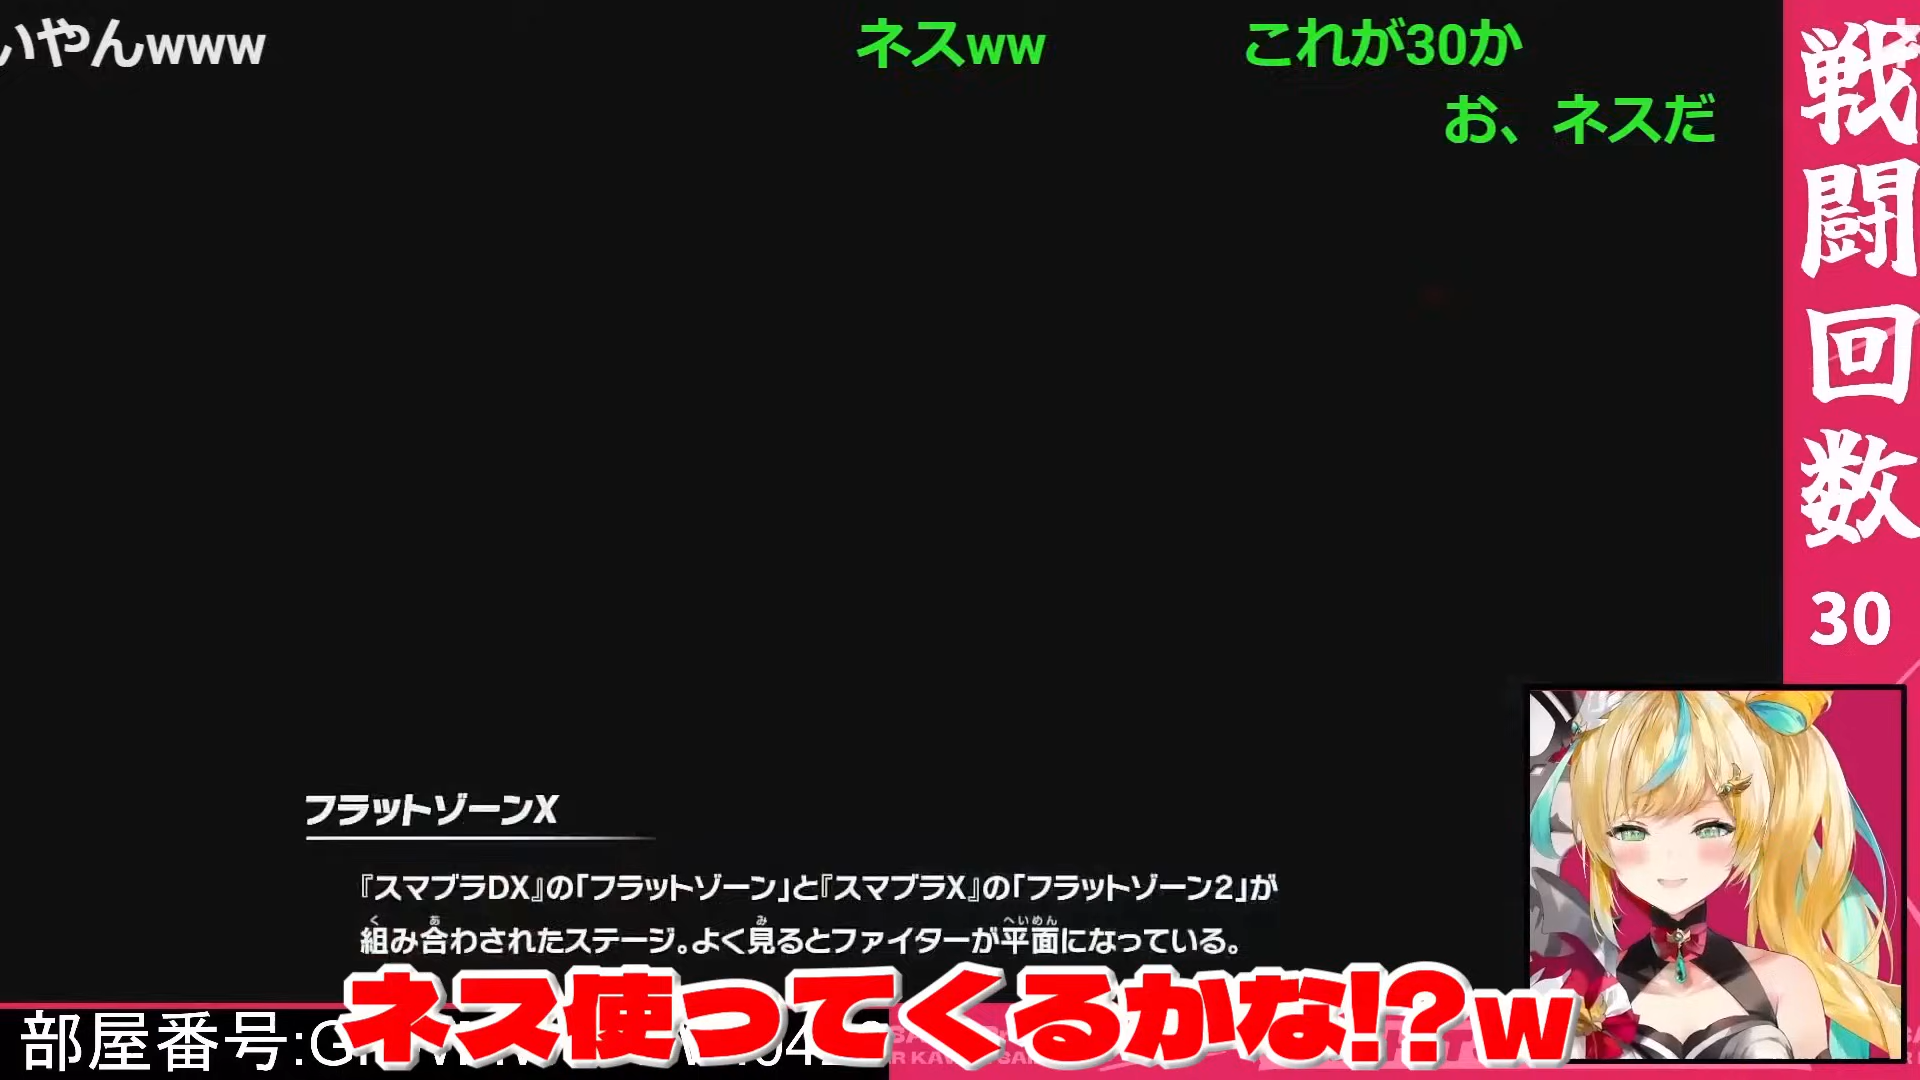 いやんwww
ネスww
これが30か
お、ネスだ
戦闘回数
30
フラットゾーンX
『スマブラDX』の「フラットゾーン」と『スマブラX』の「フラットゾーン2」が
組み合わされたステージ。よく見るとファイターが平面になっている。
ネス使ってくるかな!?w
部屋番号: